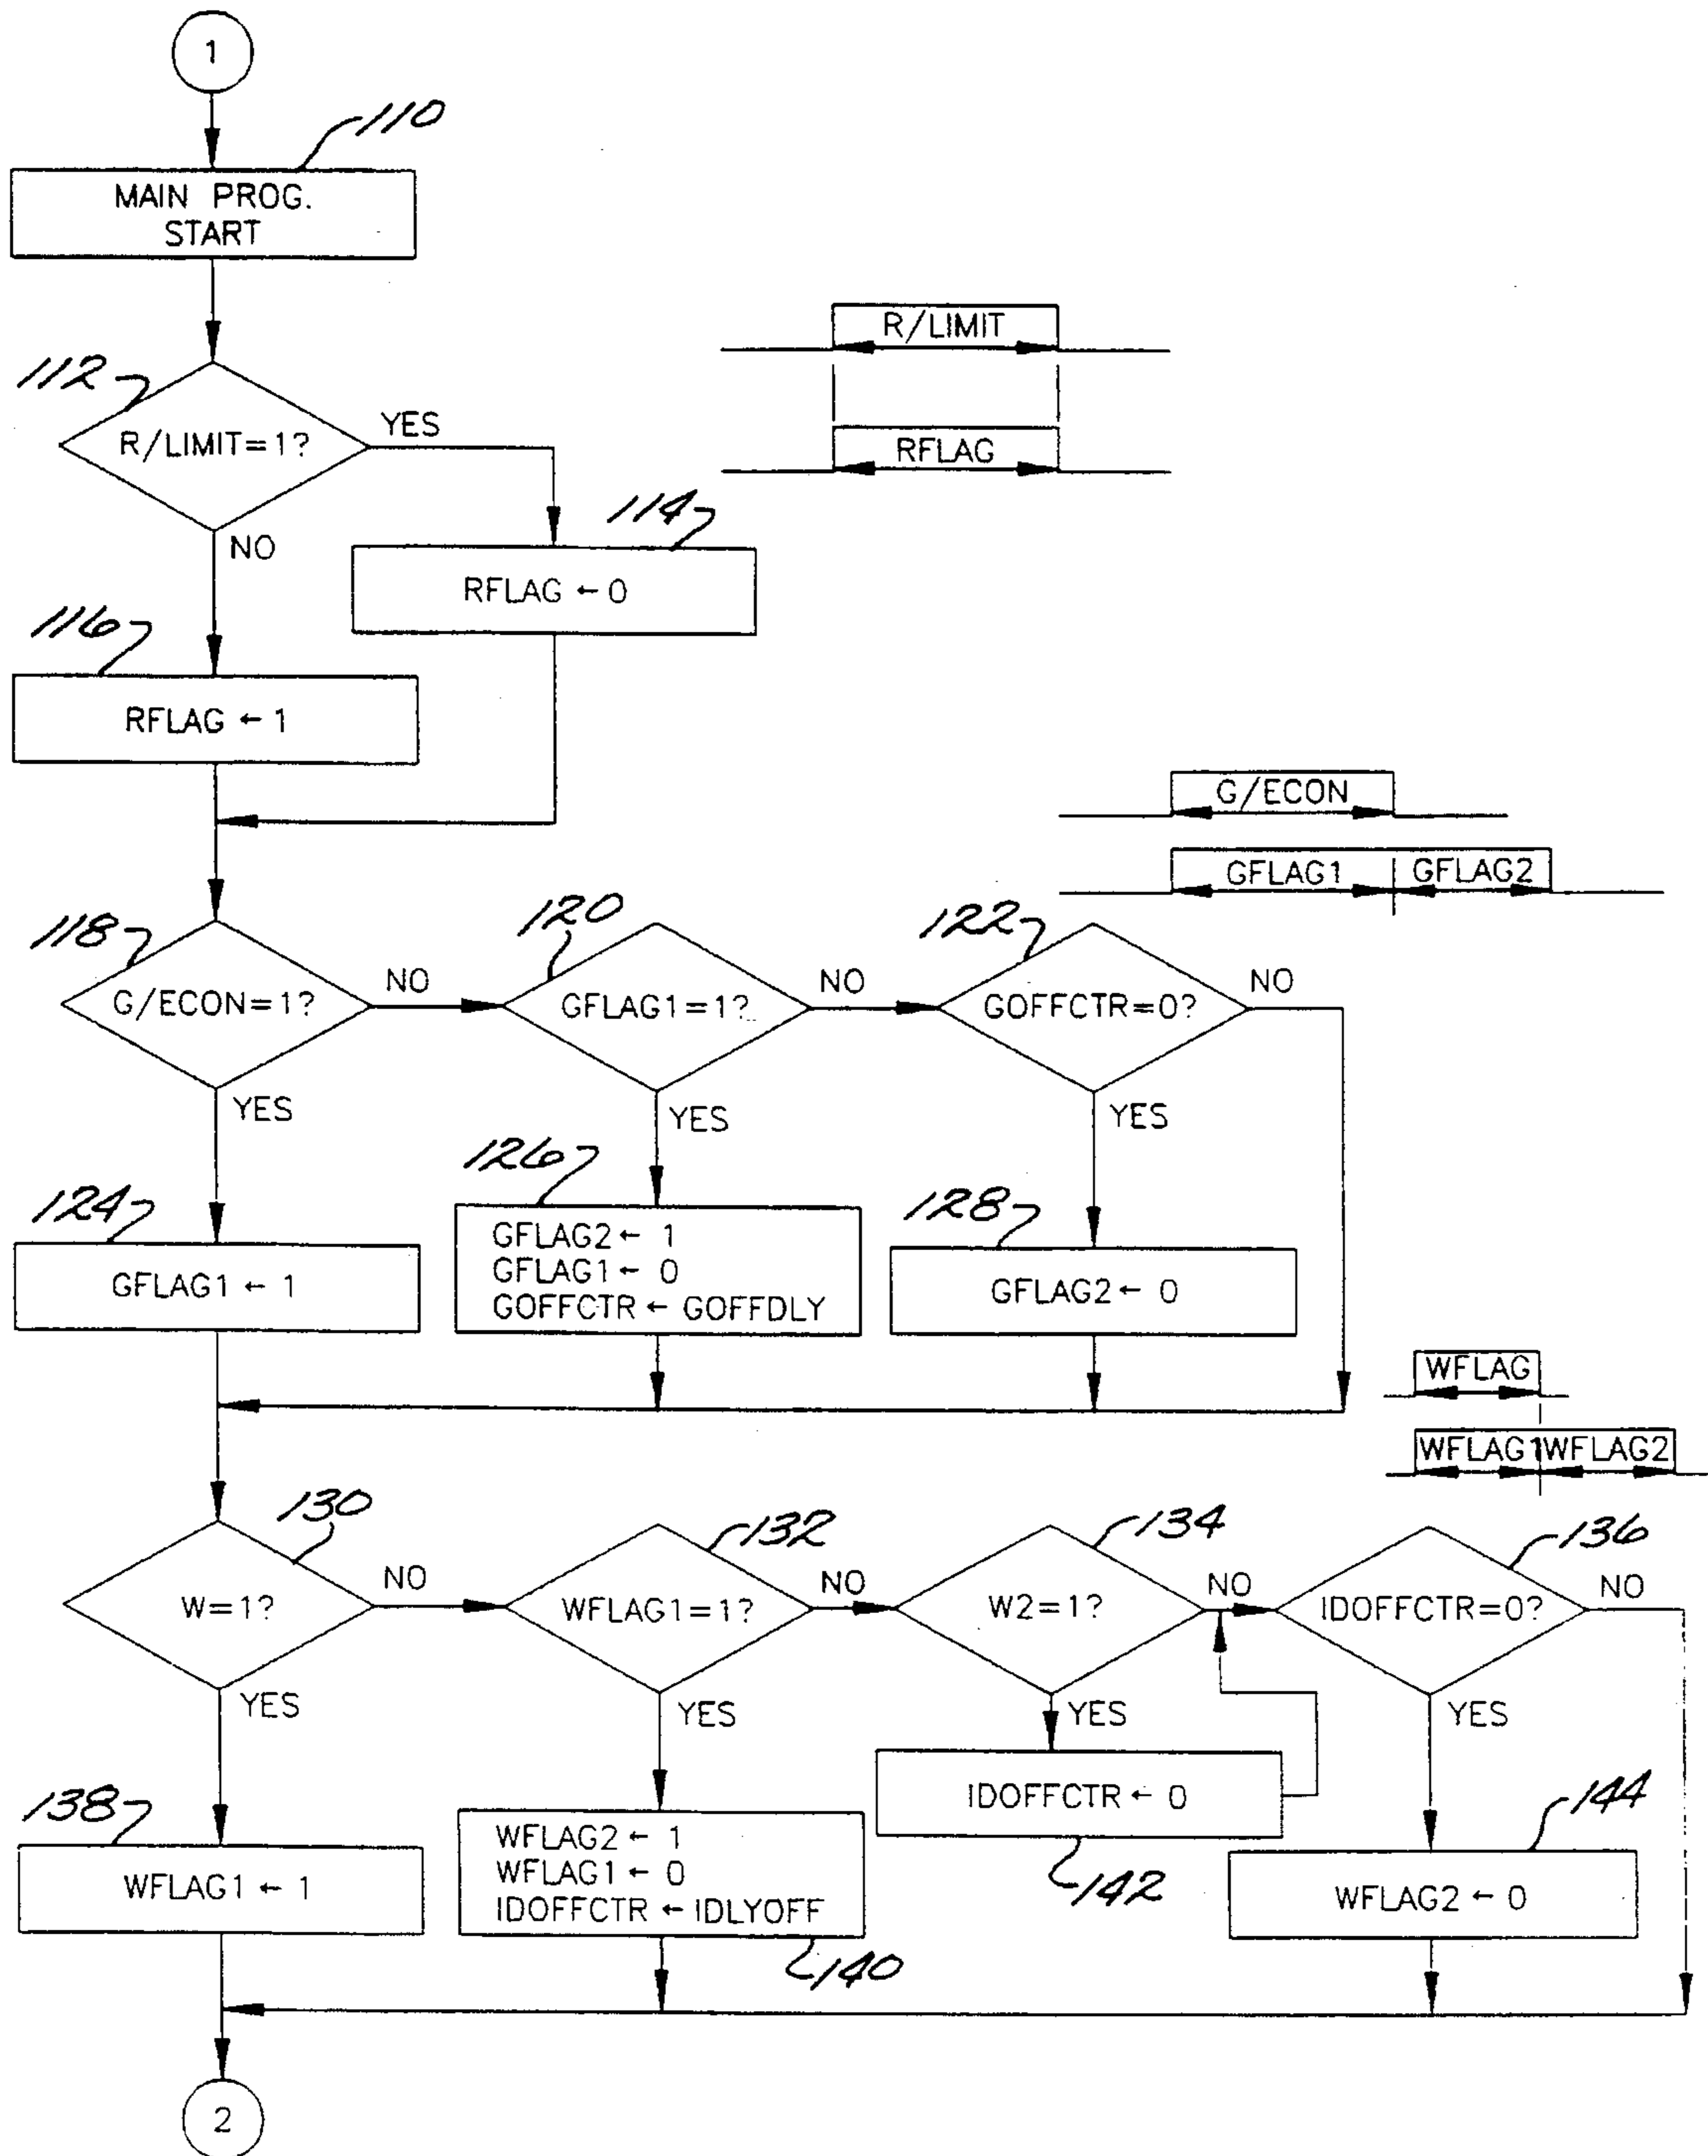 1
110
MAIN PROG.
START
112
R/LIMIT=1?
YES
NO
R/LIMIT
RFLAG
114
RFLAG ← 0
116
RFLAG ← 1
G/ECON
GFLAG1
GFLAG2
118
G/ECON=1?
NO
YES
120
GFLAG1=1?
NO
YES
122
GOFFCTR=0?
NO
YES
124
GFLAG1 ← 1
126
GFLAG2 ← 1
GFLAG1 ← 0
GOFFCTR ← GOFFDLY
128
GFLAG2 ← 0
WFLAG
WFLAG1
WFLAG2
130
W=1?
NO
YES
132
WFLAG1=1?
NO
YES
134
W2=1?
NO
YES
136
IDOFFCTR=0?
NO
YES
138
WFLAG1 ← 1
WFLAG2 ← 1
WFLAG1 ← 0
IDOFFCTR ← IDLYOFF
140
IDOFFCTR ← 0
142
144
WFLAG2 ← 0
2